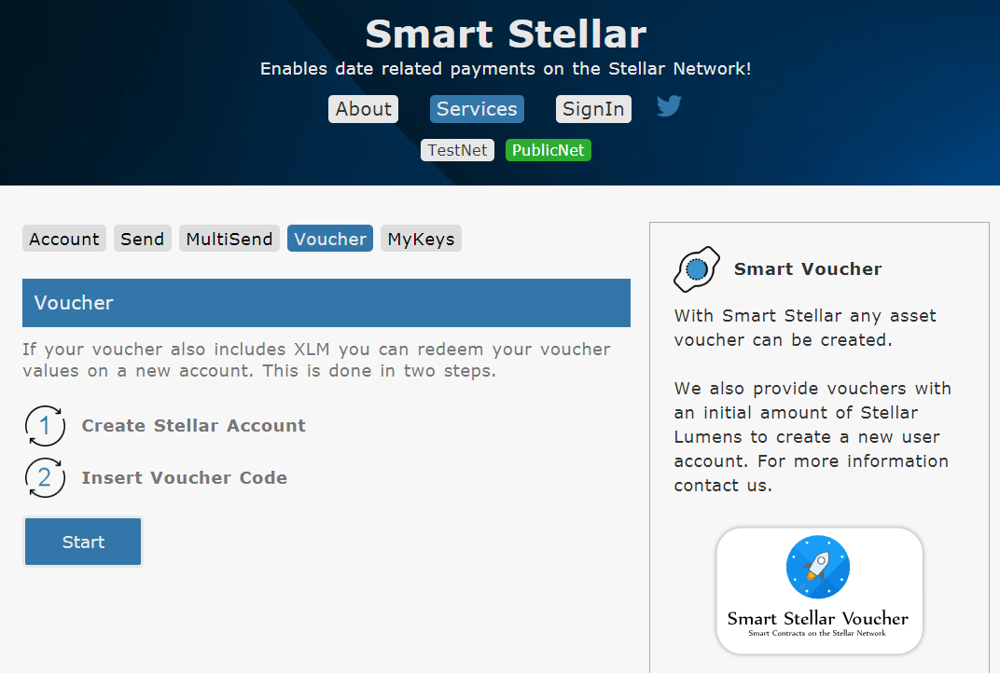 Smart Stellar
Enables date related payments on the Stellar Network!
About Services SignIn
TestNet PublicNet
Account Send MultiSend Voucher MyKeys
Voucher
If your voucher also includes XLM you can redeem your voucher
values on a new account. This is done in two steps.
1 Create Stellar Account
2 Insert Voucher Code
Start
Smart Voucher
With Smart Stellar any asset
voucher can be created.
We also provide vouchers with
an initial amount of Stellar
Lumens to create a new user
account. For more information
contact us.
Smart Stellar Voucher
Smart Contracts on the Stellar Network